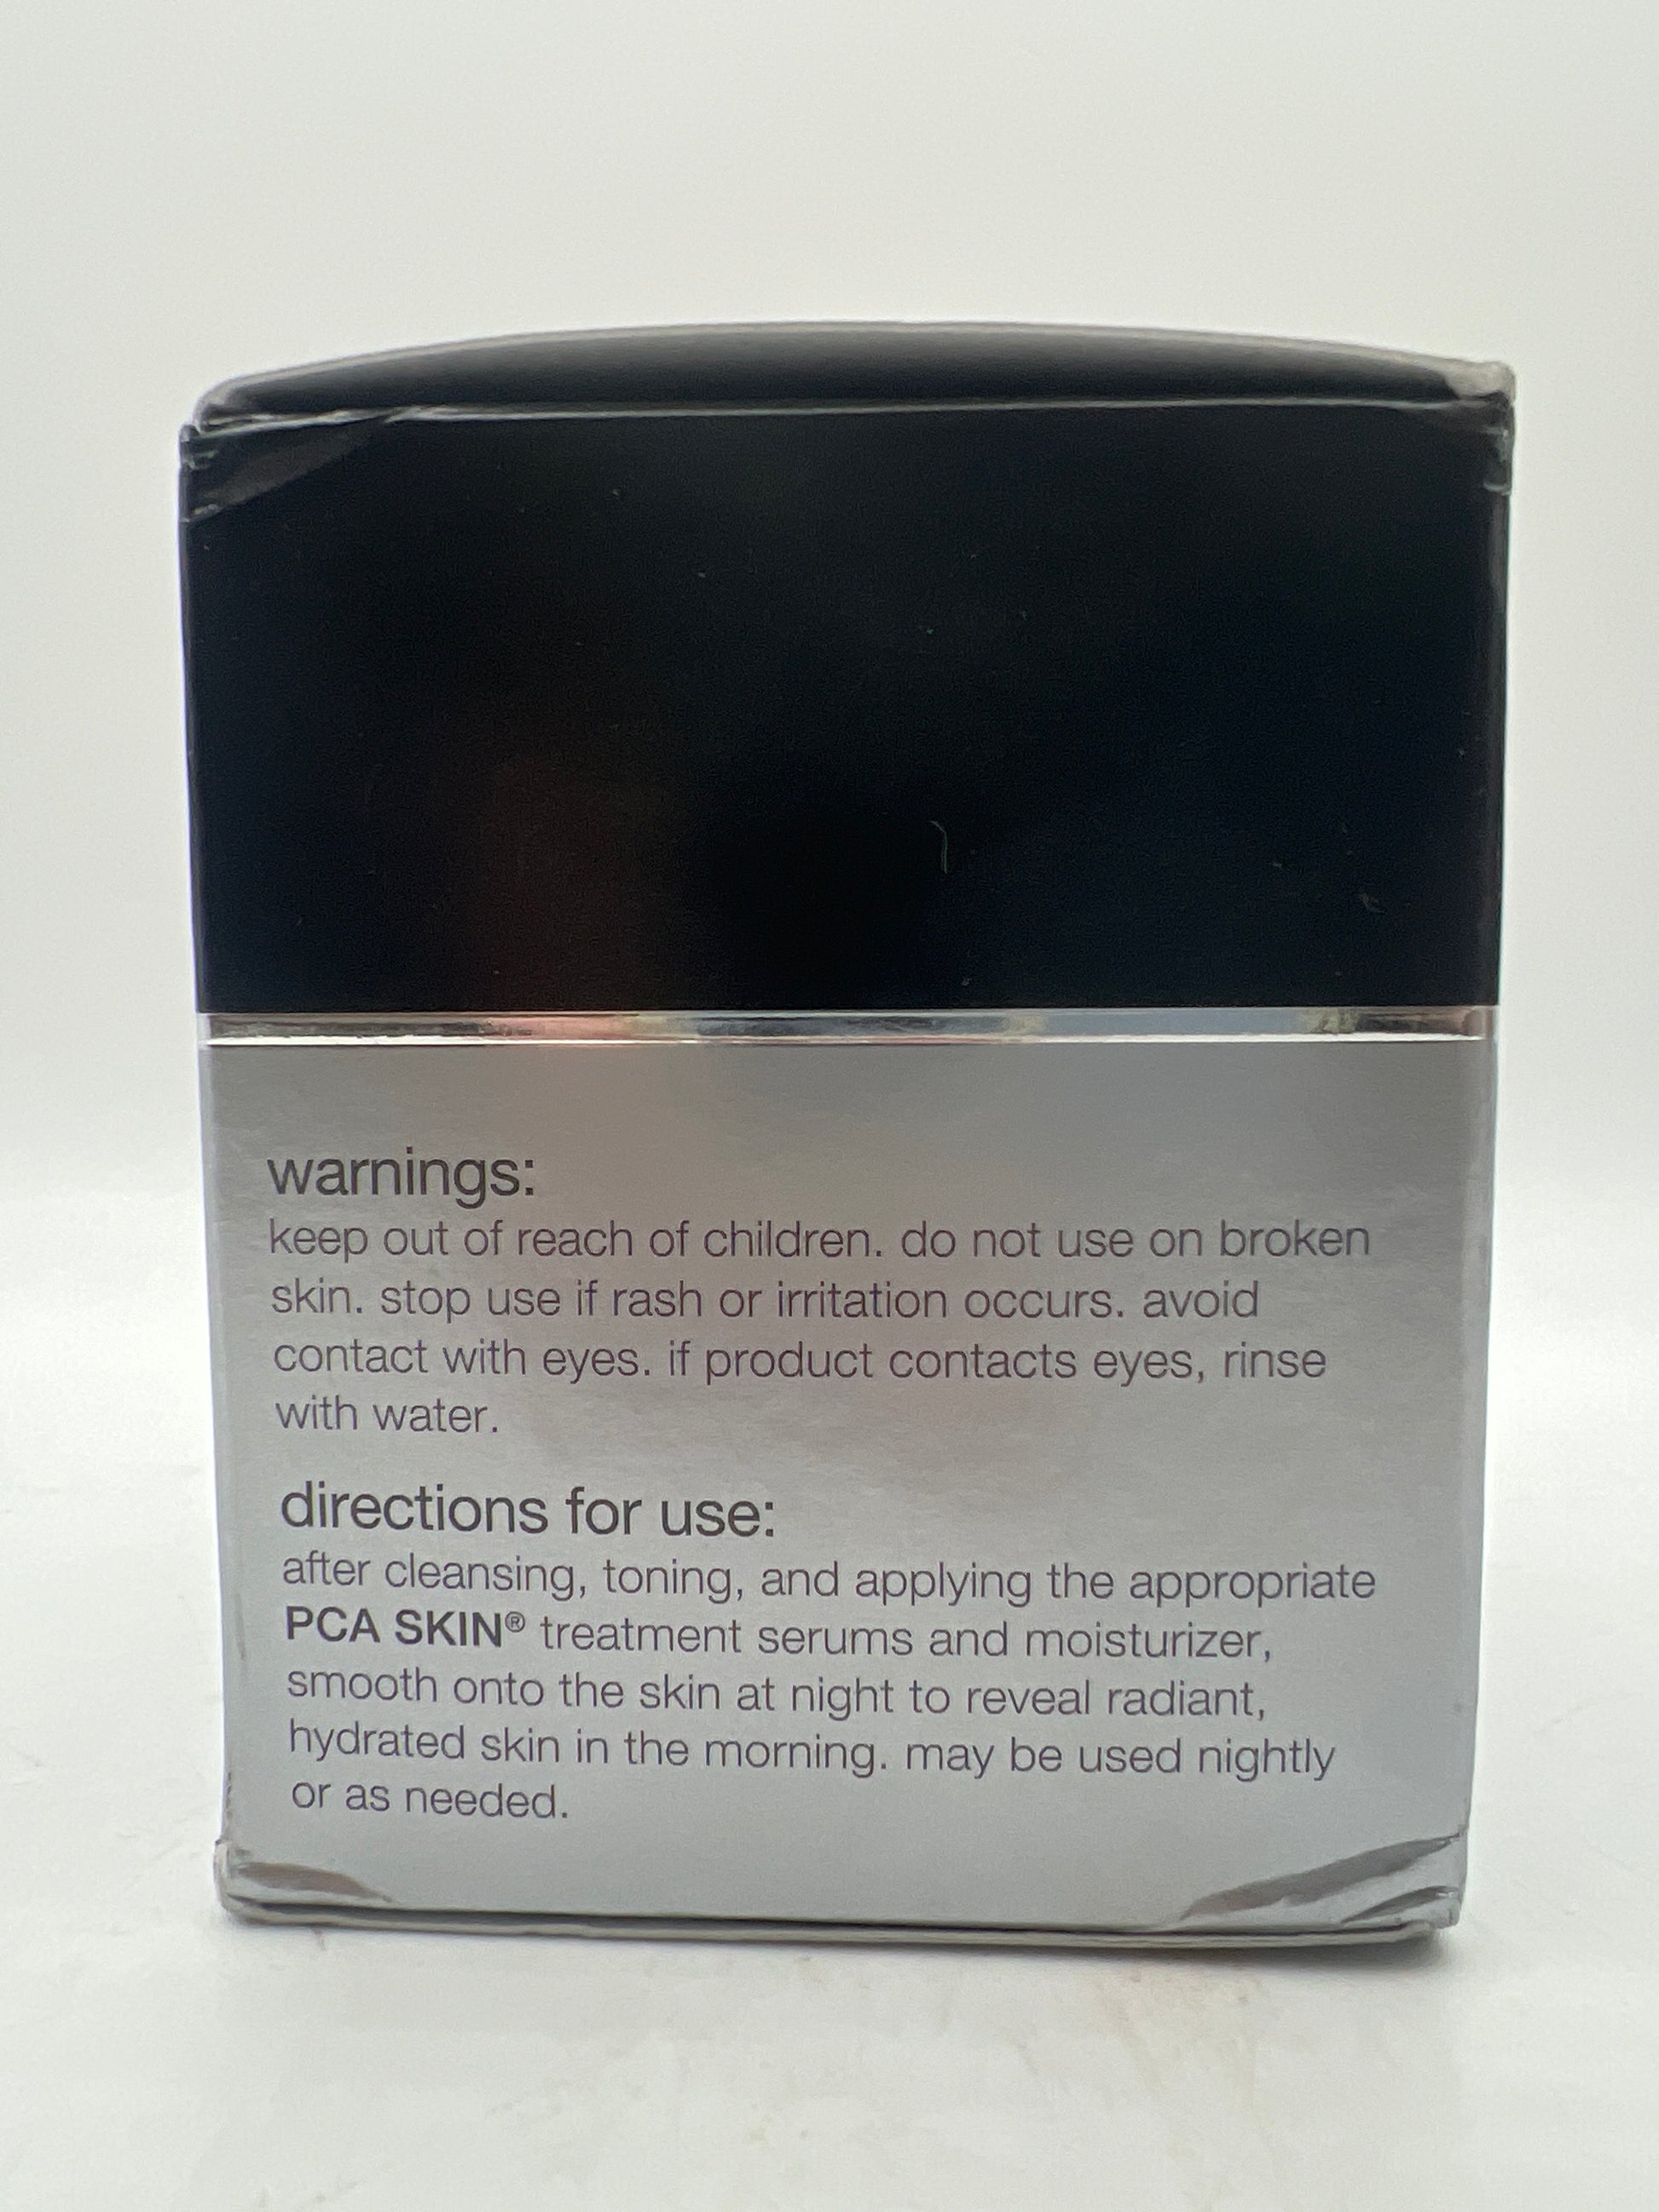 warnings:
keep out of reach of children. do not use on broken
skin. stop use if rash or irritation occurs. avoid
contact with eyes. if product contacts eyes, rinse
with water.
directions for use:
after cleansing, toning, and applying the appropriate
PCA SKIN® treatment serums and moisturizer,
smooth onto the skin at night to reveal radiant,
hydrated skin in the morning. may be used nightly
or as needed.